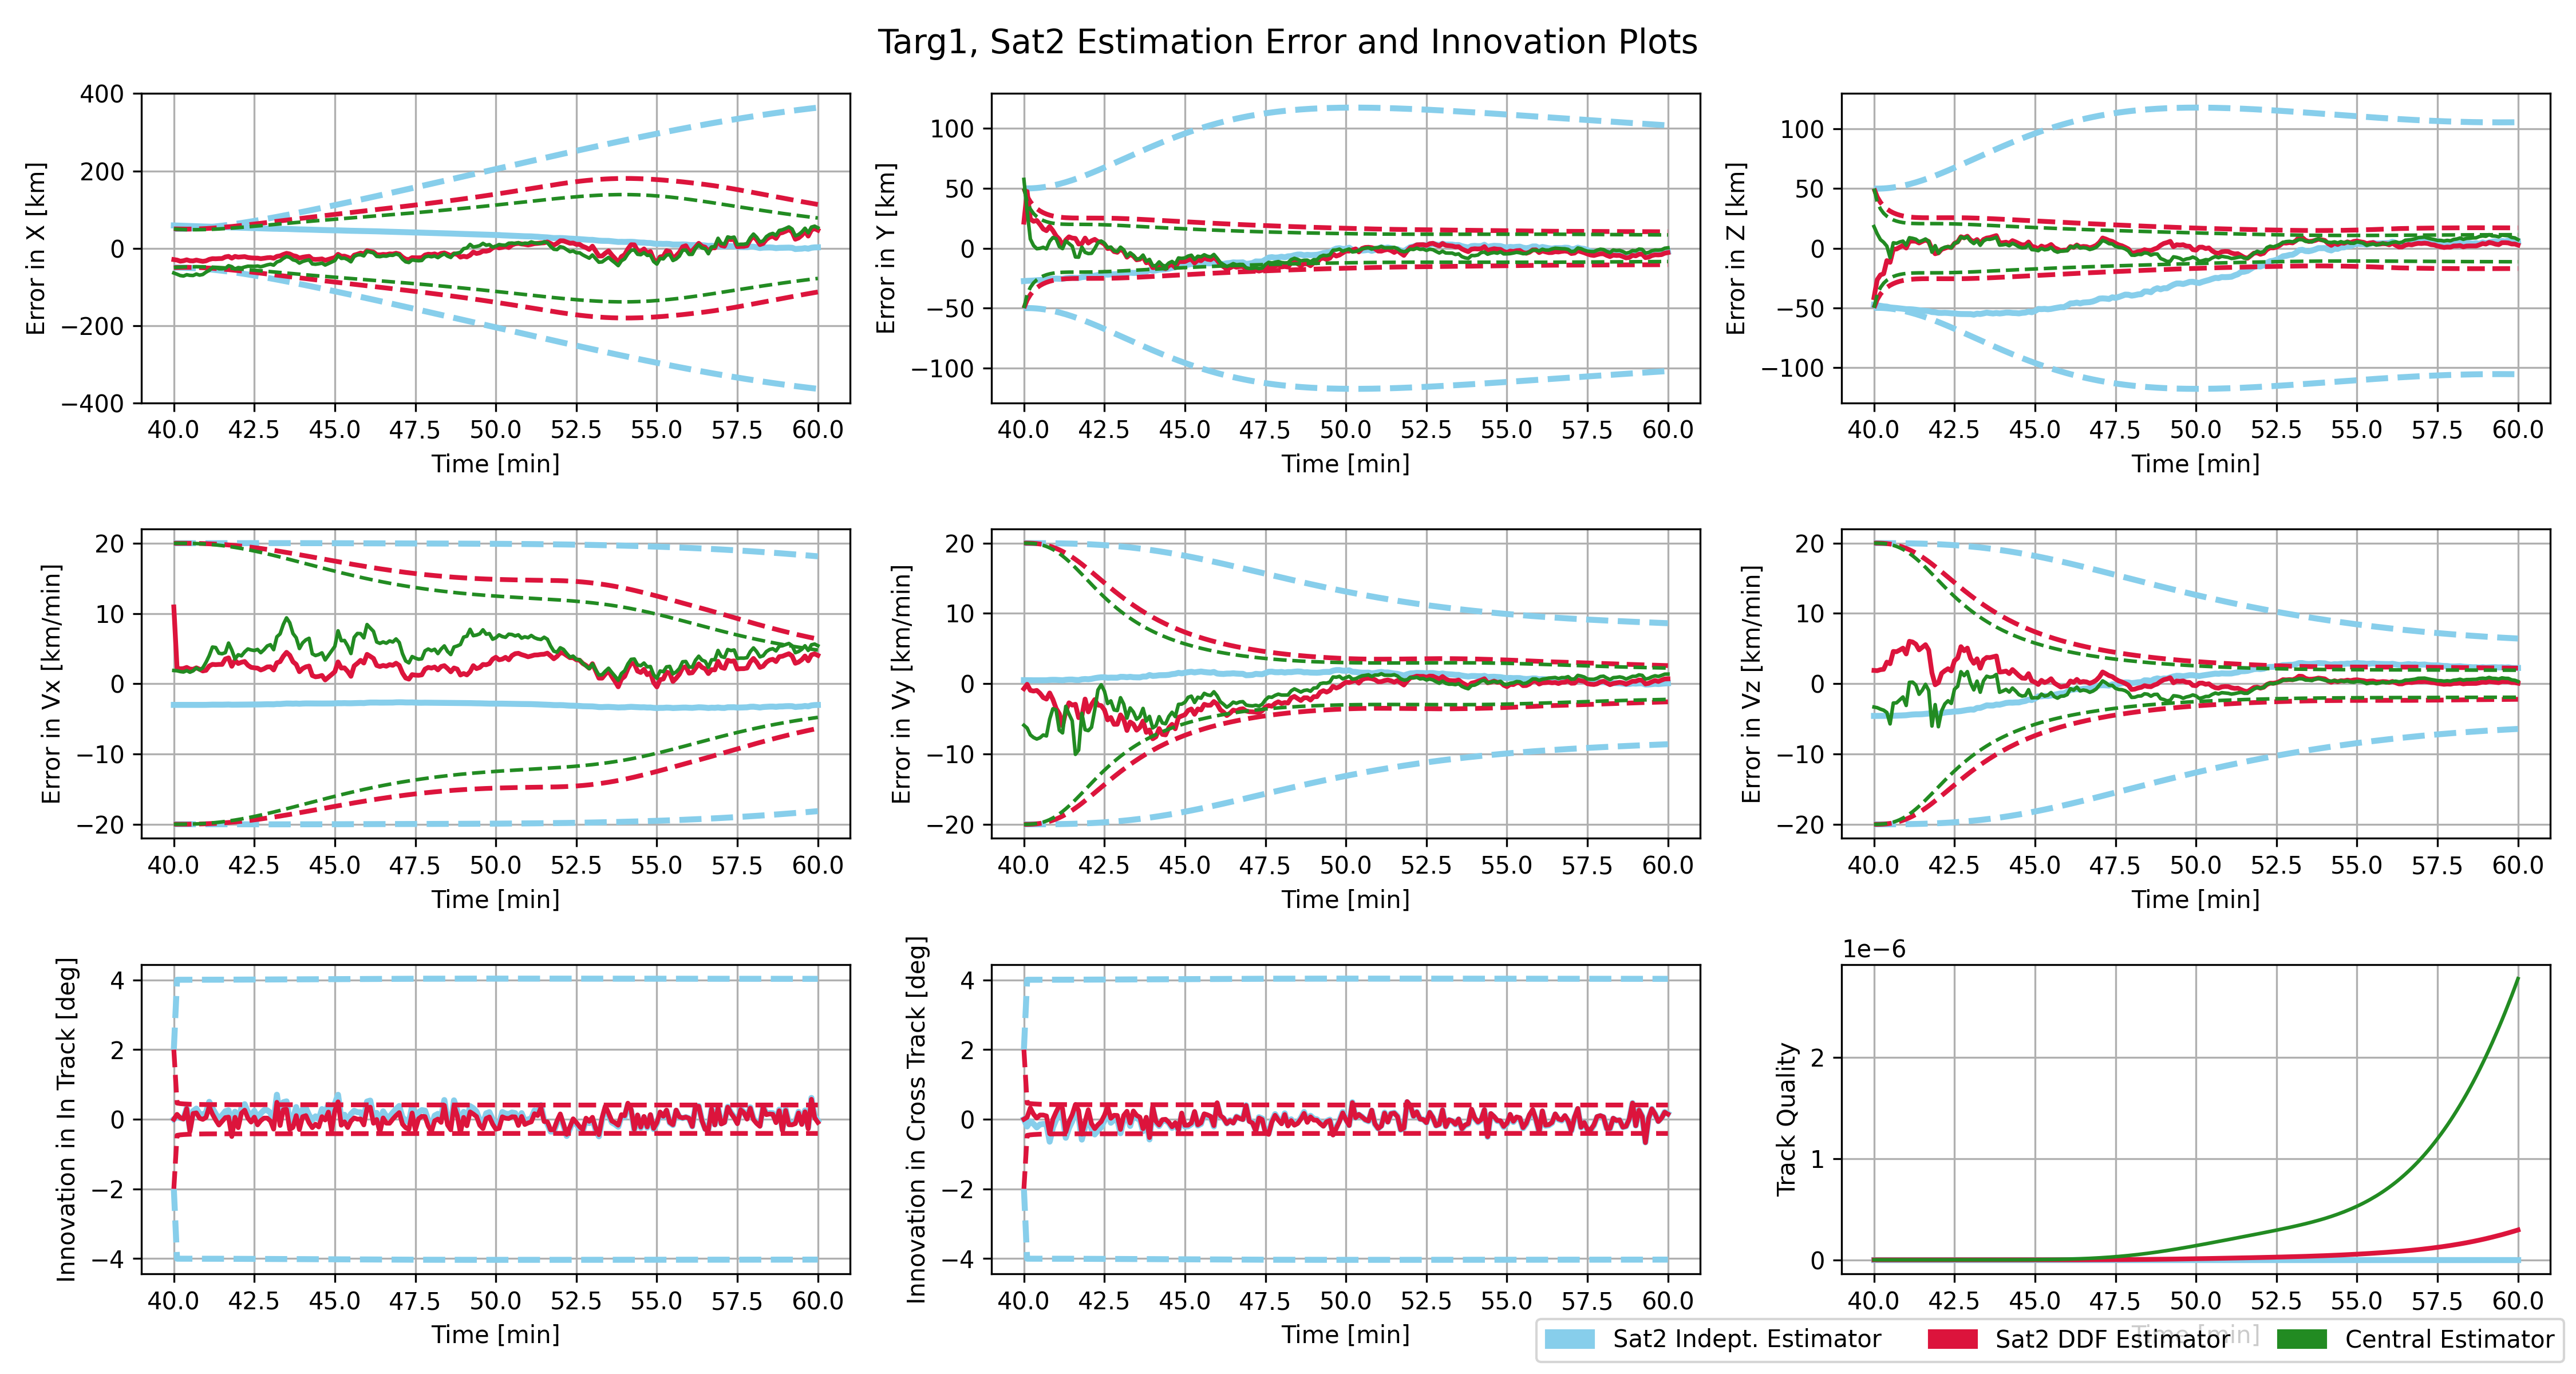 Targ1, Sat2 Estimation Error and Innovation Plots
400
200
0
−200
−400
Error in X [km]
40.0 42.5 45.0 47.5 50.0 52.5 55.0 57.5 60.0
Time [min]
100
50
0
−50
−100
Error in Y [km]
40.0 42.5 45.0 47.5 50.0 52.5 55.0 57.5 60.0
Time [min]
100
50
0
−50
−100
Error in Z [km]
40.0 42.5 45.0 47.5 50.0 52.5 55.0 57.5 60.0
Time [min]
20
10
0
−10
−20
Error in Vx [km/min]
40.0 42.5 45.0 47.5 50.0 52.5 55.0 57.5 60.0
Time [min]
20
10
0
−10
−20
Error in Vy [km/min]
40.0 42.5 45.0 47.5 50.0 52.5 55.0 57.5 60.0
Time [min]
20
10
0
−10
−20
Error in Vz [km/min]
40.0 42.5 45.0 47.5 50.0 52.5 55.0 57.5 60.0
Time [min]
4
2
0
−2
−4
Innovation in In Track [deg]
40.0 42.5 45.0 47.5 50.0 52.5 55.0 57.5 60.0
Time [min]
4
2
0
−2
−4
Innovation in Cross Track [deg]
40.0 42.5 45.0 47.5 50.0 52.5 55.0 57.5 60.0
Time [min]
1e−6
2
1
0
Track Quality
40.0 42.5 45.0 47.5 50.0 52.5 55.0 57.5 60.0
Time [min]
Sat2 Indept. Estimator Sat2 DDF Estimator Central Estimator